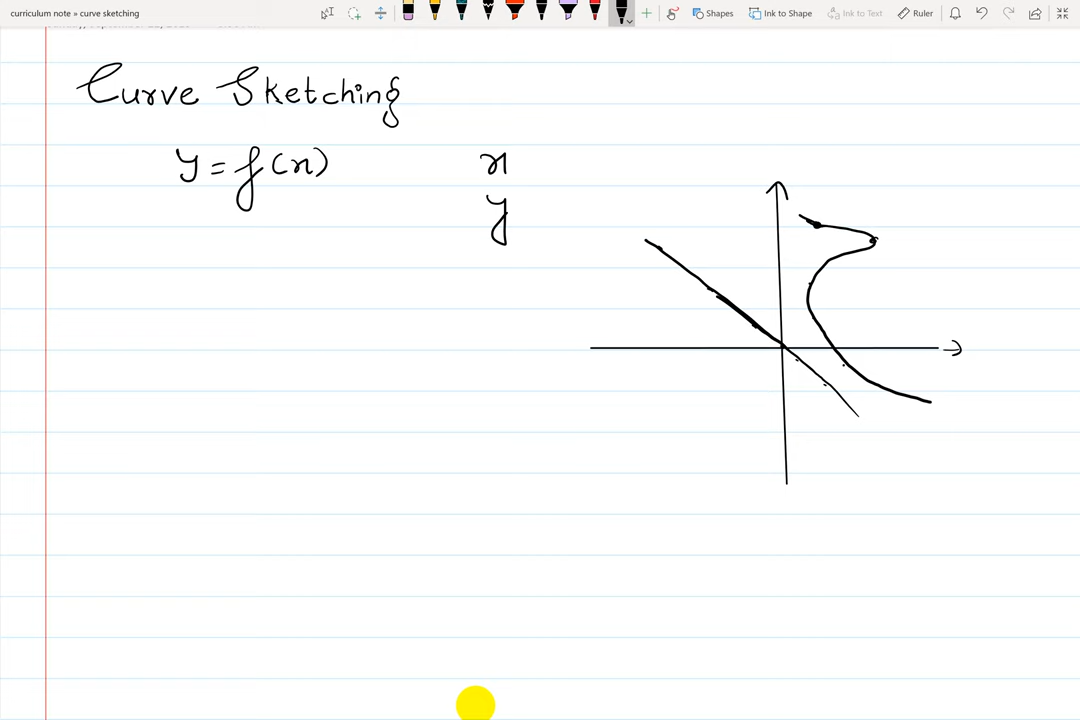 curriculum note » curve sketching
Shapes
Ink to Shape
Ink to Text
Ruler
Curve Sketching
y = f(x)
x
y